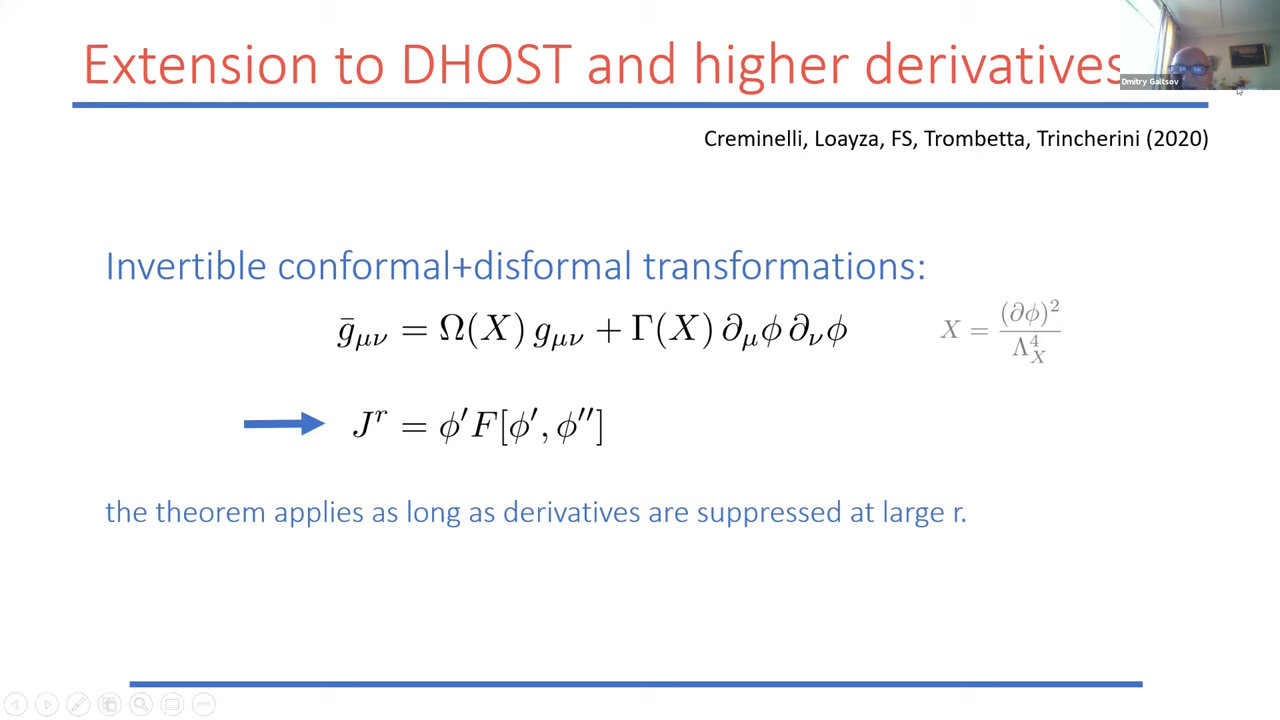 Extension to DHOST and higher derivatives
Dmitry Galtsov
Creminelli, Loayza, FS, Trombetta, Trincherini (2020)
Invertible conformal+disformal transformations:
ḡ_μν = Ω(X) g_μν + Γ(X) ∂_μϕ ∂_νϕ
X = (∂ϕ)² / Λ_X⁴
J^r = ϕ′F[ϕ′, ϕ′′]
the theorem applies as long as derivatives are suppressed at large r.